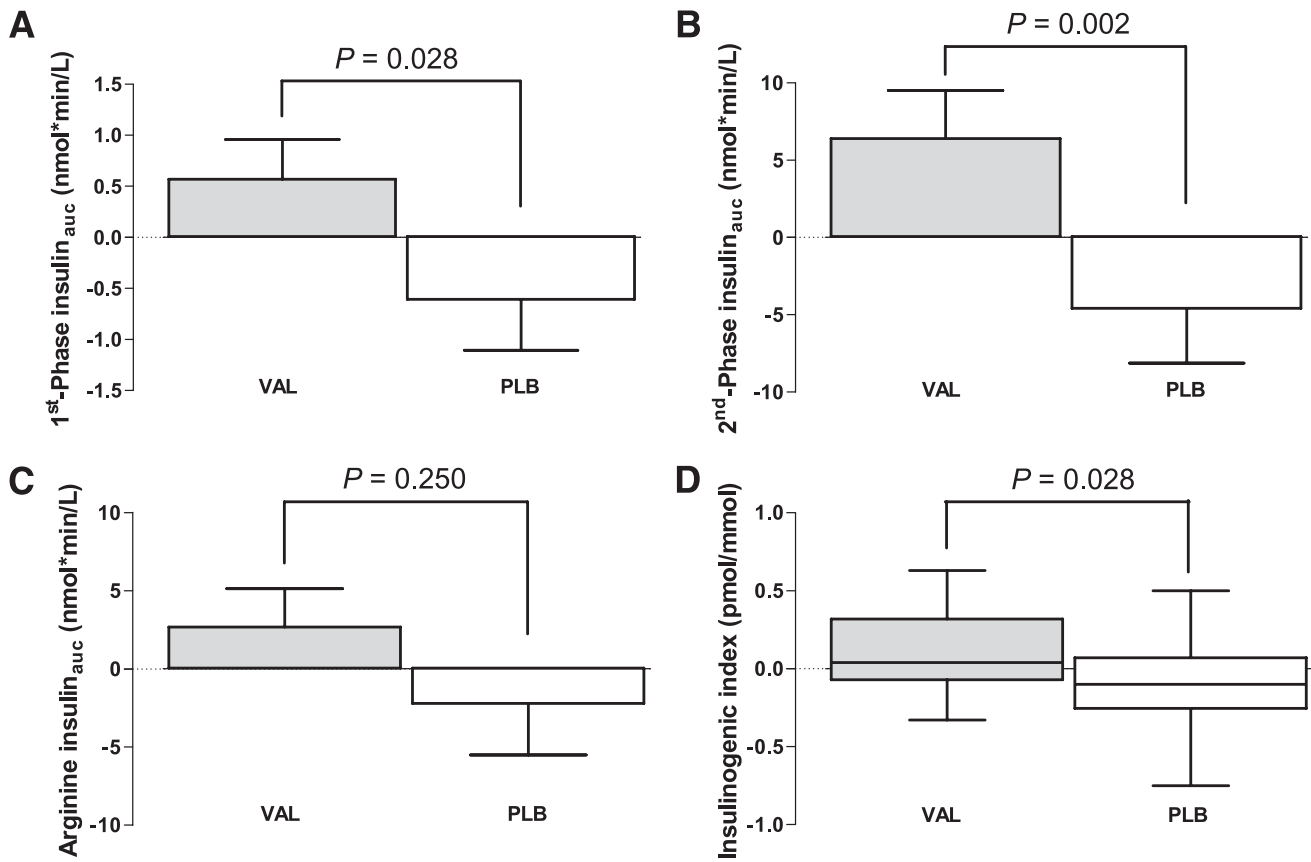 A
P = 0.028
1st-Phase insulinauc (nmol*min/L)
1.5
1.0
0.5
0.0
-0.5
-1.0
-1.5
VAL
PLB
B
P = 0.002
2nd-Phase insulinauc (nmol*min/L)
10
5
0
-5
-10
VAL
PLB
C
P = 0.250
Arginine insulinauc (nmol*min/L)
10
5
0
-5
-10
VAL
PLB
D
P = 0.028
Insulinogenic index (pmol/mmol)
1.0
0.5
0.0
-0.5
-1.0
VAL
PLB